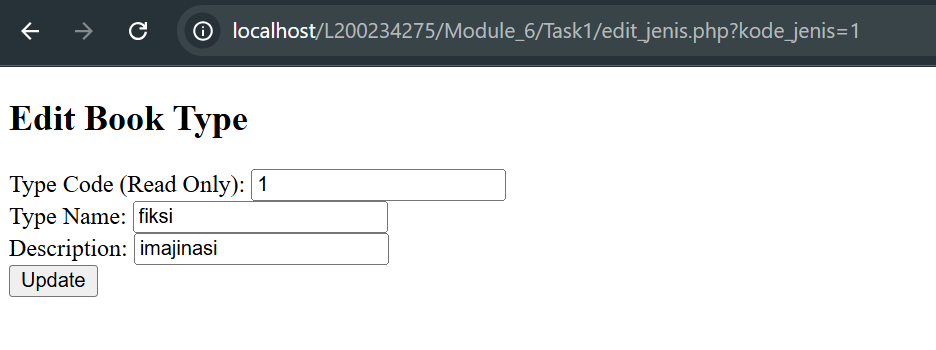 localhost/L200234275/Module_6/Task1/edit_jenis.php?kode_jenis=1
Edit Book Type
Type Code (Read Only): 1
Type Name: fiksi
Description: imajinasi
Update